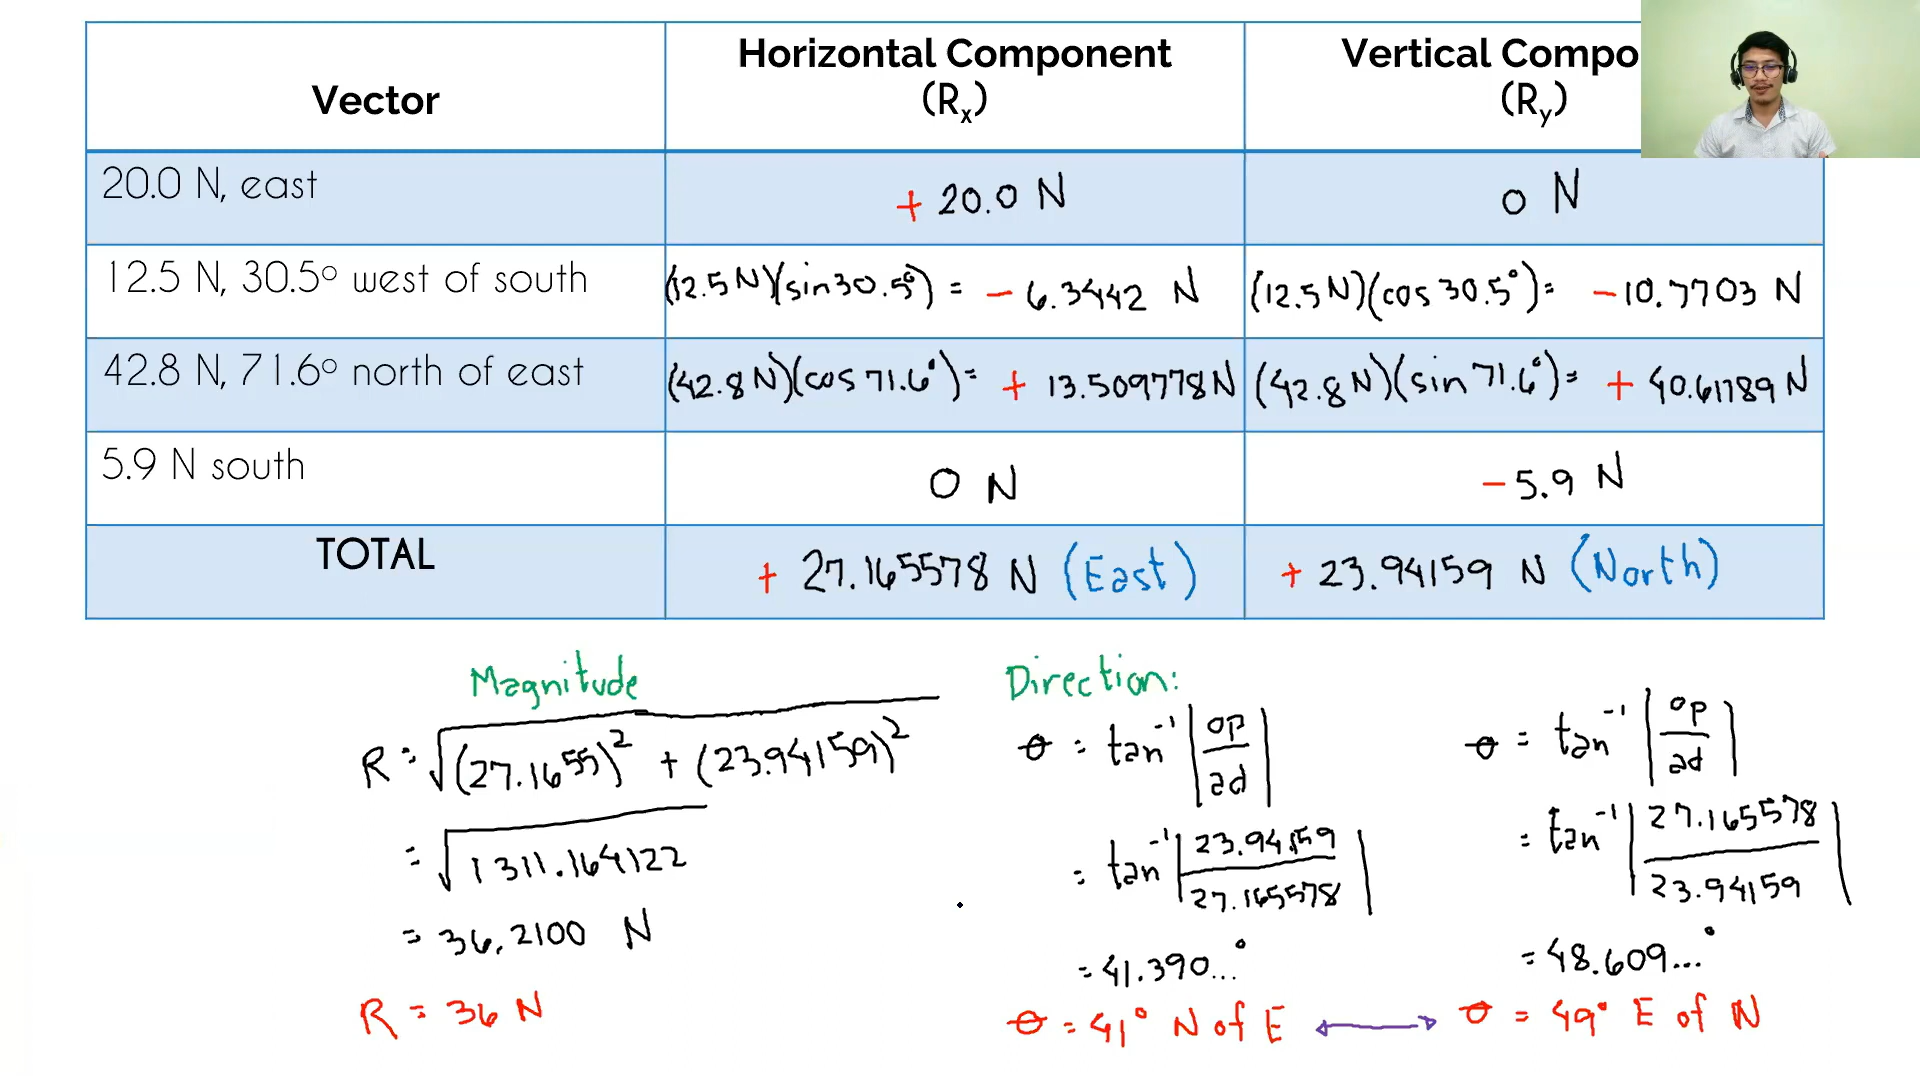 Vector
Horizontal Component
(Rx)
Vertical Compo
(Ry)
20.0 N, east
+ 20.0 N
0 N
12.5 N, 30.5° west of south
(12.5 N)(sin 30.5°) = - 6.3442 N
(12.5 N)(cos 30.5°) = -10.7703 N
42.8 N, 71.6° north of east
(42.8 N)(cos 71.6°) = + 13.509778 N
(42.8 N)(sin 71.6°) = + 40.61189 N
5.9 N south
0 N
- 5.9 N
TOTAL
+ 27.165578 N (East)
+ 23.94159 N (North)
Magnitude
R = √(27.1655)² + (23.94159)²
= √1311.164122
= 36.2100 N
R = 36 N
Direction:
θ = tan⁻¹ |op/ad|
= tan⁻¹ |23.94159/27.165578|
= 41.390...°
θ = 41° N of E
θ = tan⁻¹ |op/ad|
= tan⁻¹ |27.165578/23.94159|
= 48.609...°
θ = 49° E of N